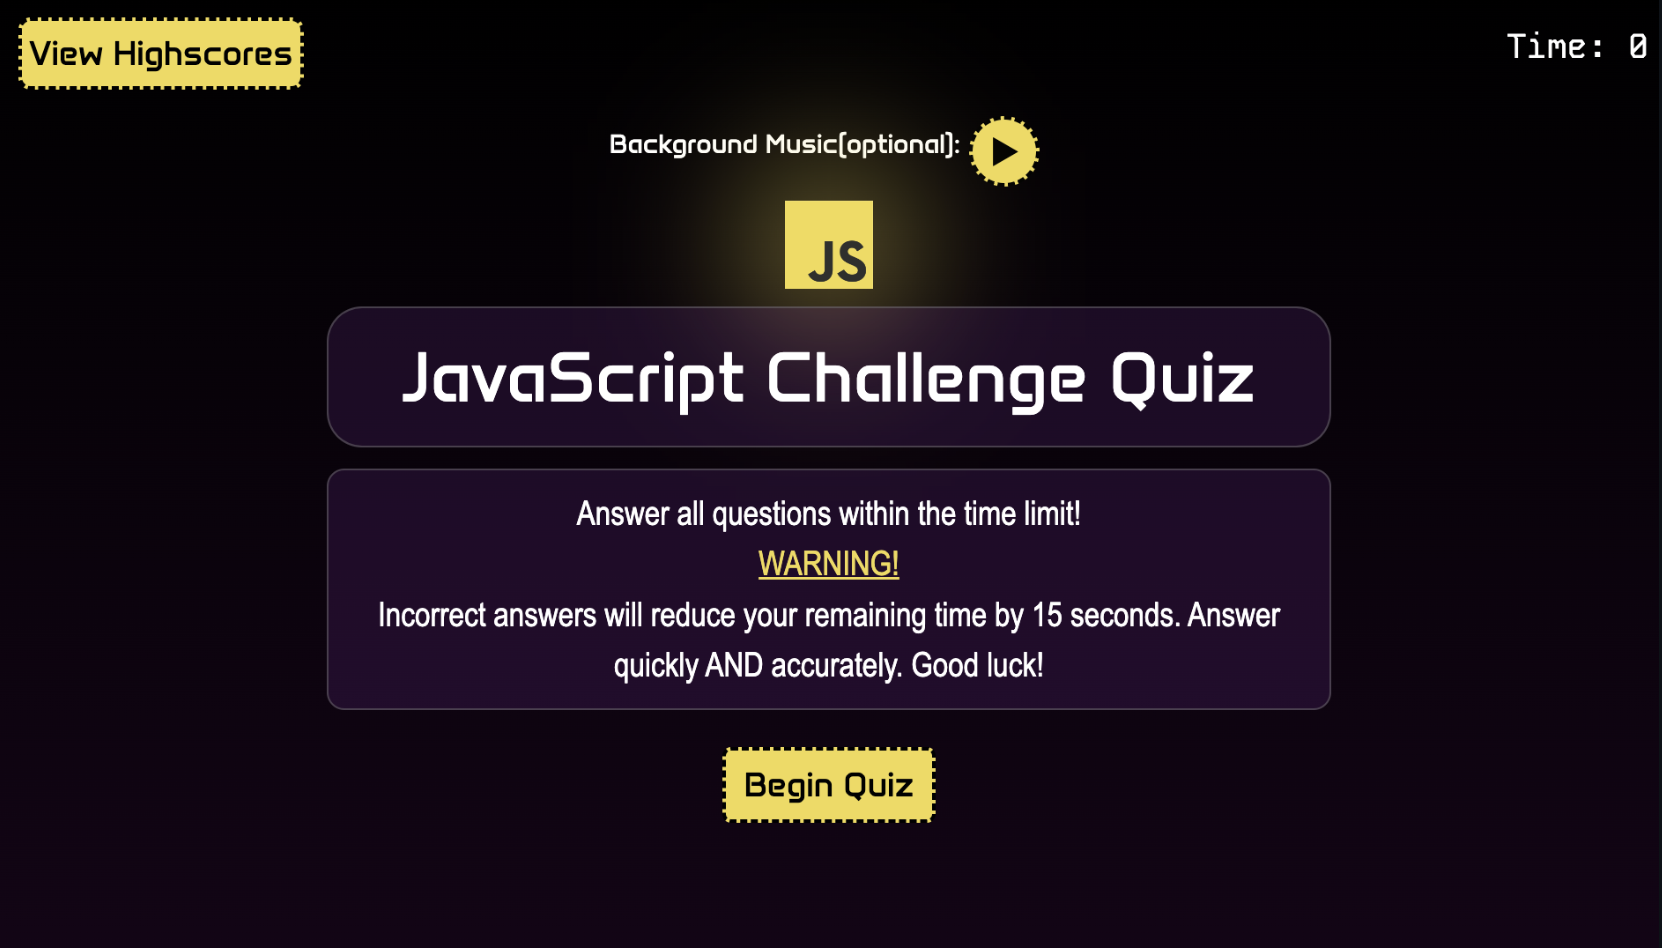 View Highscores
Time: 0
Background Music[optional]:
JS
JavaScript Challenge Quiz
Answer all questions within the time limit!
WARNING!
Incorrect answers will reduce your remaining time by 15 seconds. Answer
quickly AND accurately. Good luck!
Begin Quiz